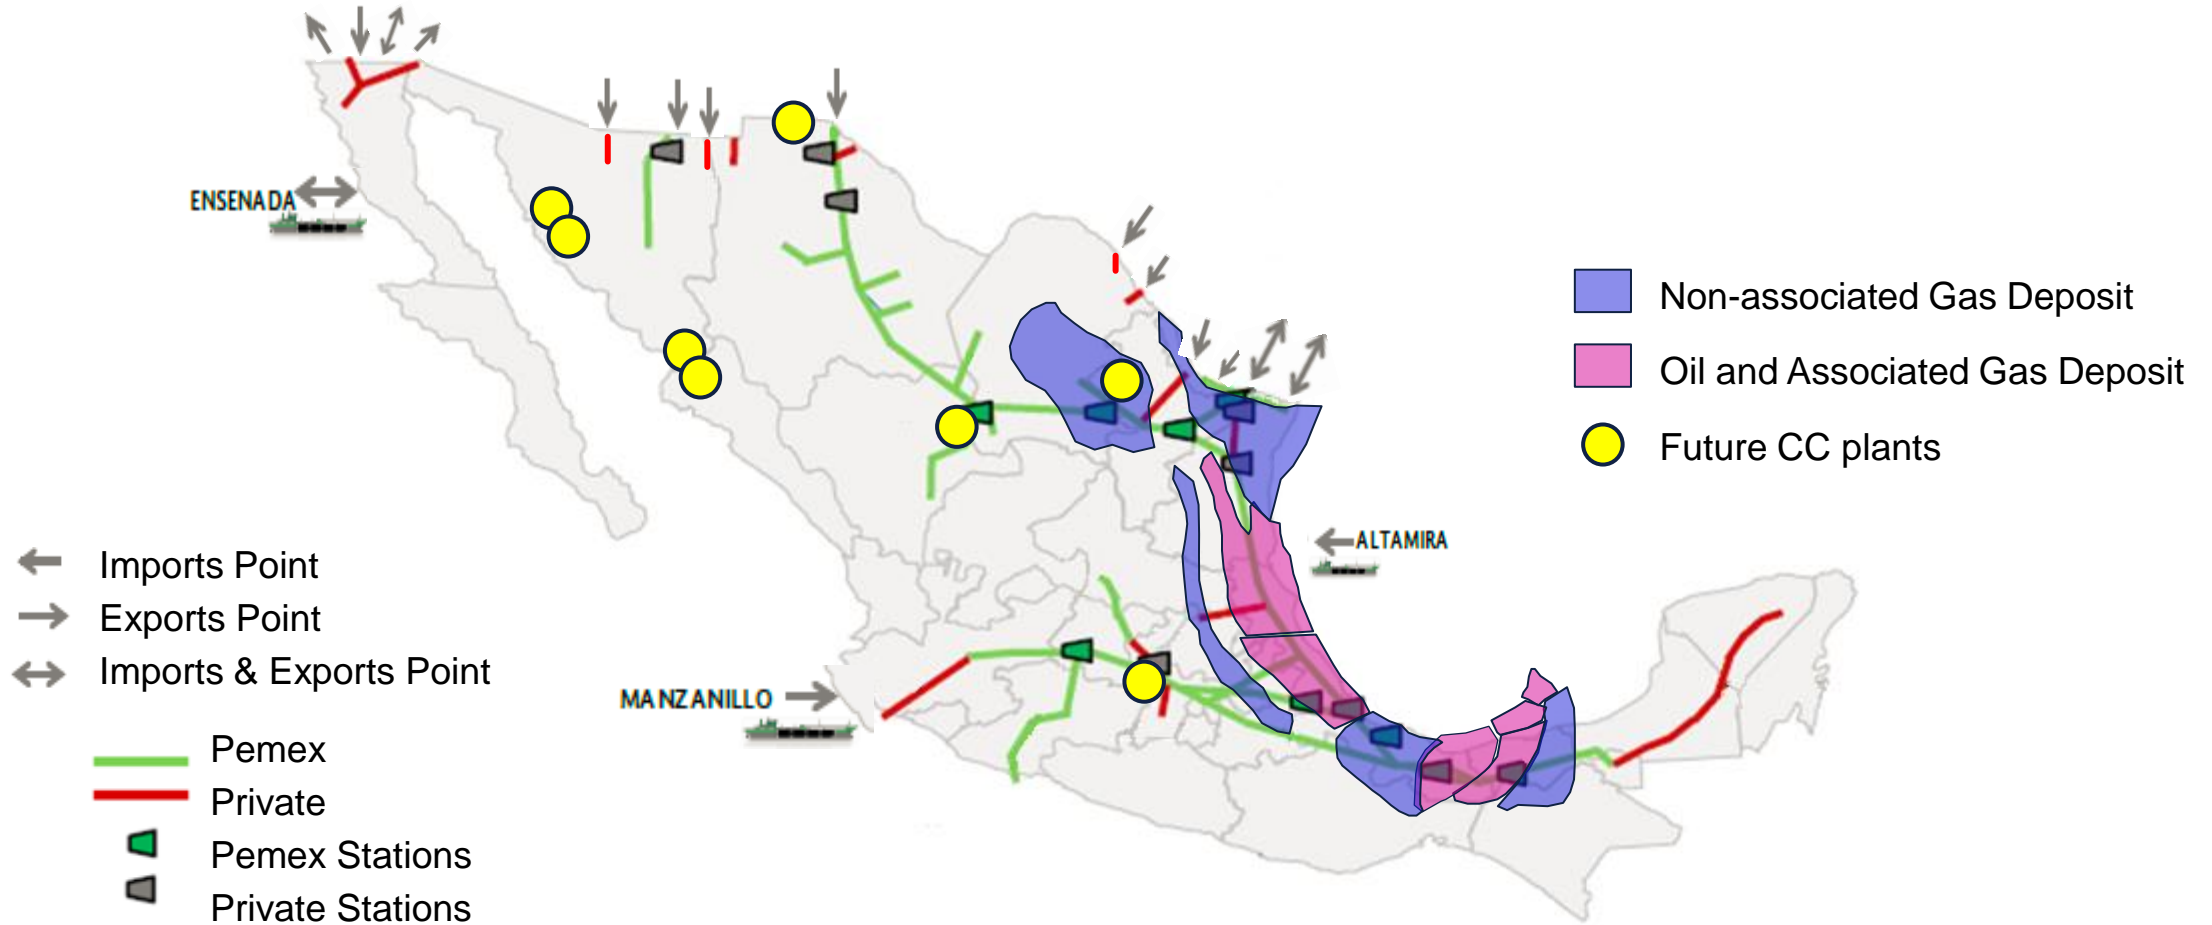 ENSENADA
Non-associated Gas Deposit
Oil and Associated Gas Deposit
Future CC plants
ALTAMIRA
Imports Point
Exports Point
Imports & Exports Point
MANZANILLO
Pemex
Private
Pemex Stations
Private Stations